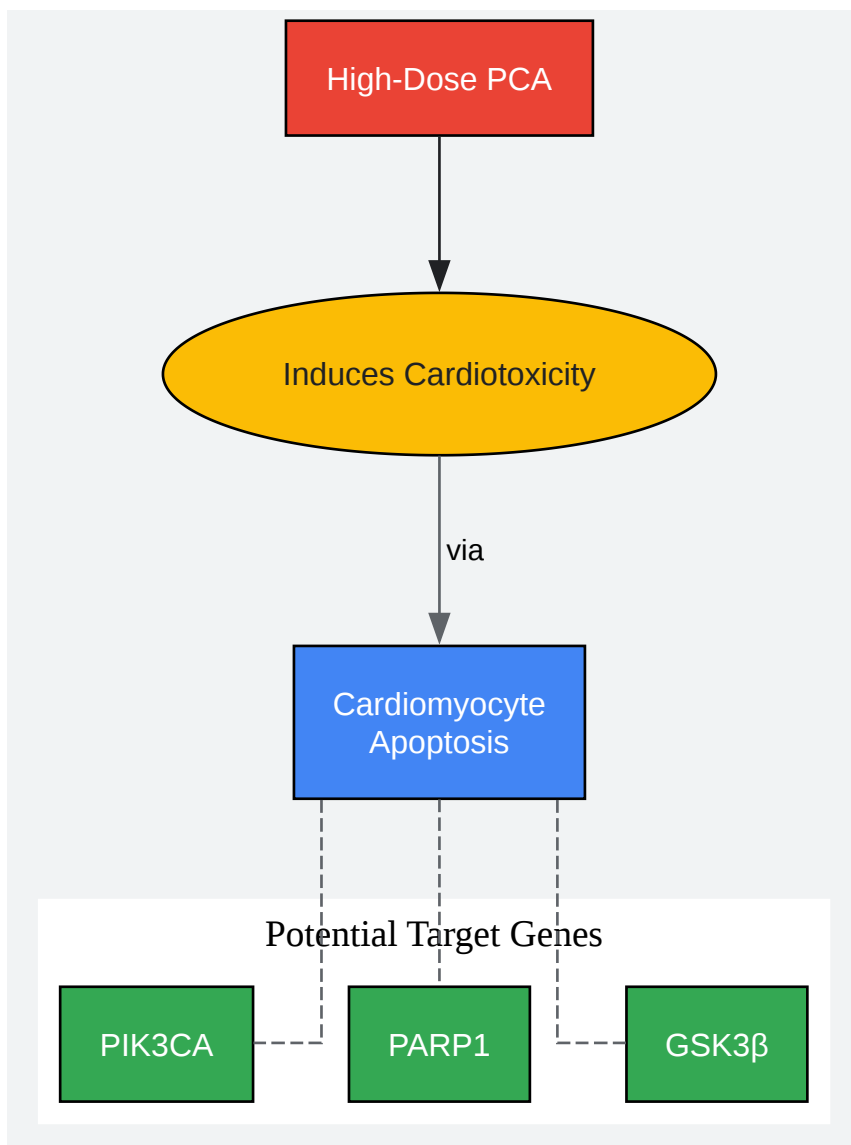 High-Dose PCA
Induces Cardiotoxicity
via
Cardiomyocyte
Apoptosis
Potential Target Genes
PIK3CA
PARP1
GSK3β